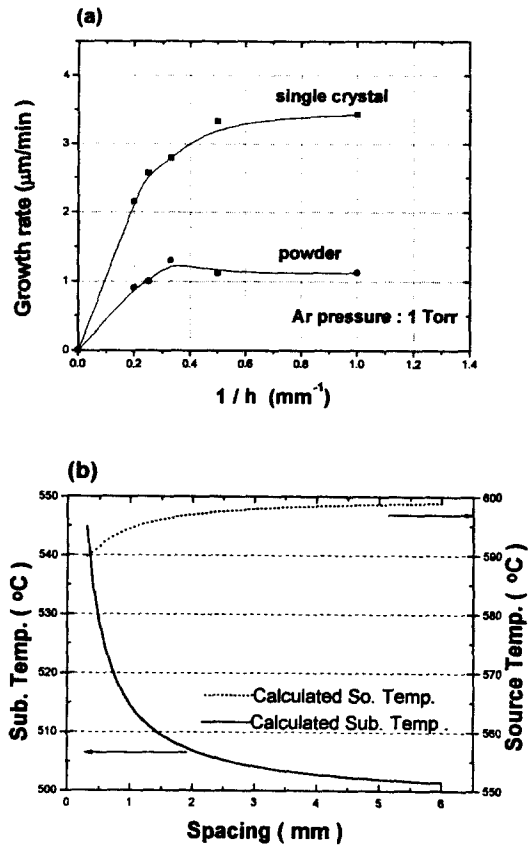 (a)
4
3
2
1
0
0.0 0.2 0.4 0.6 0.8 1.0 1.2 1.4
Growth rate (μm/min)
single crystal
powder
Ar pressure : 1 Torr
1 / h (mm-1)
(b)
550
540
530
520
510
500
Sub. Temp. ( oC )
600
590
580
570
560
550
Source Temp. ( oC )
Calculated So. Temp.
Calculated Sub. Temp .
0 1 2 3 4 5 6
Spacing ( mm )